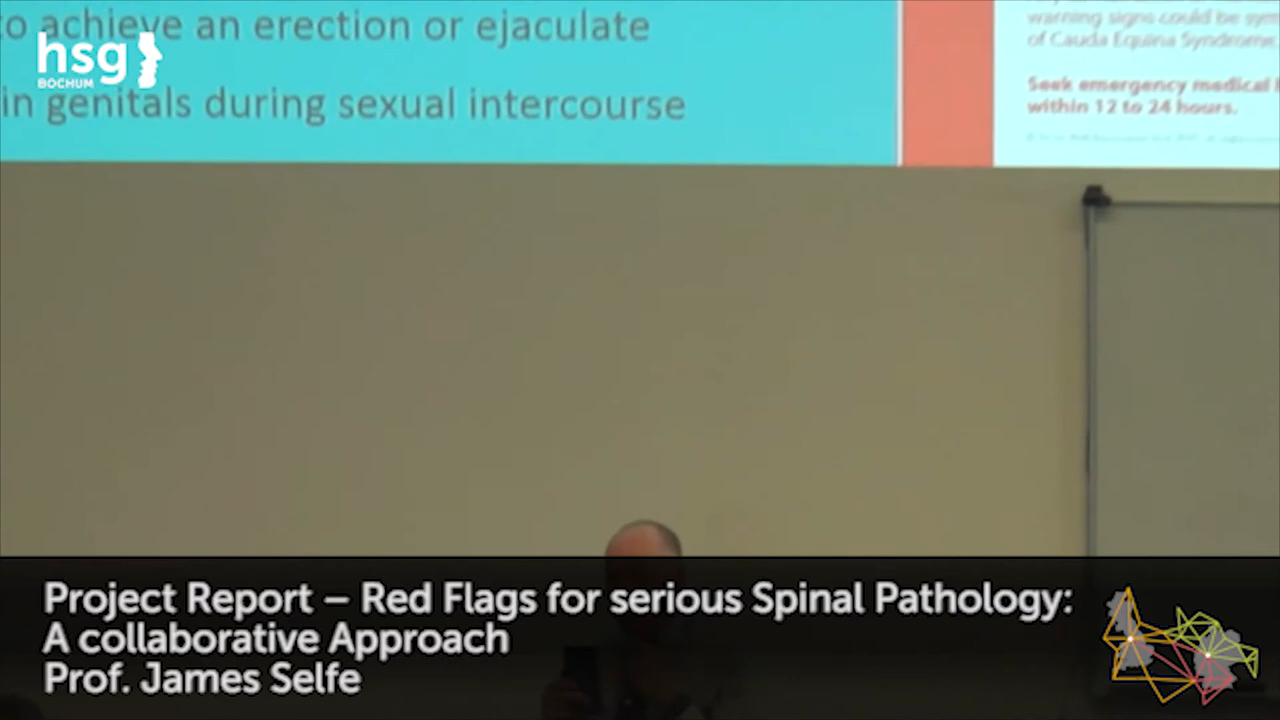 to achieve an erection or ejaculate
in genitals during sexual intercourse
hsg
BOCHUM
warning signs could be sym
of Cauda Equina Syndrome
Seek emergency medical
within 12 to 24 hours.
Project Report – Red Flags for serious Spinal Pathology:
A collaborative Approach
Prof. James Selfe